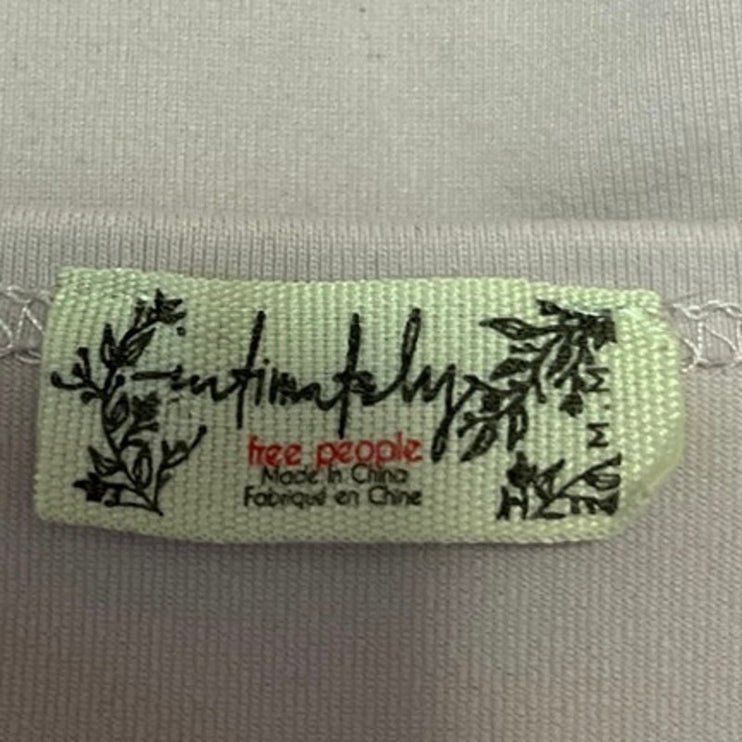 intimately
free people
Made In China
Fabriqué en Chine
M.M